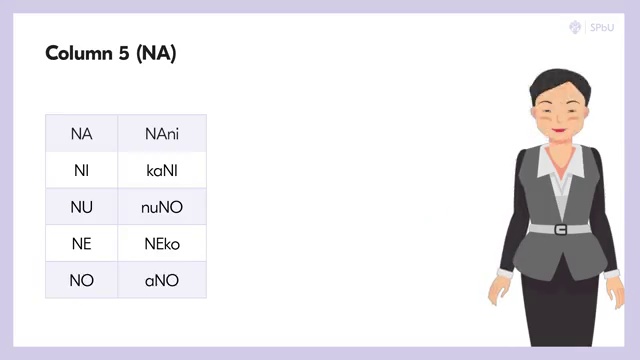 SPbU
Column 5 (NA)
NA NAni
NI kaNI
NU nuNO
NE NEko
NO aNO